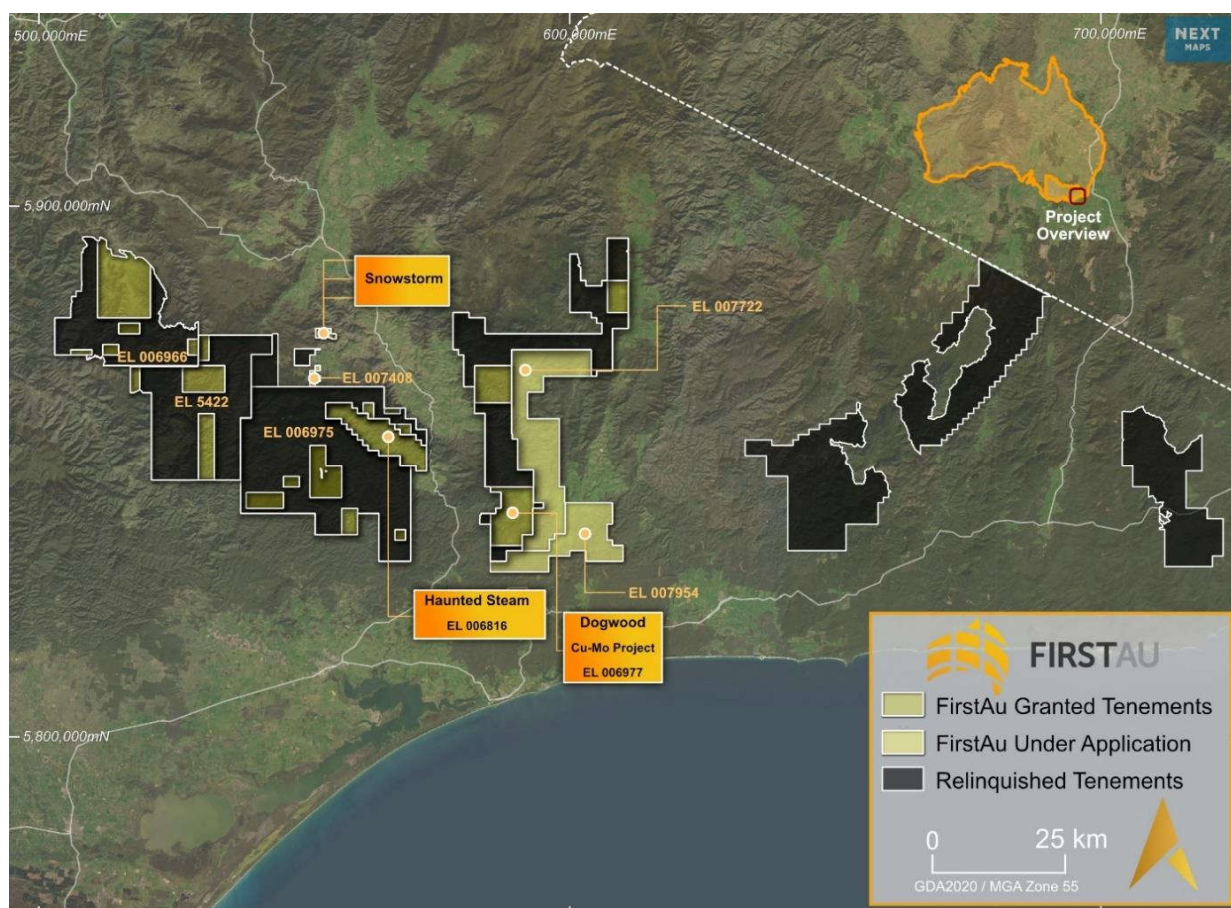 500,000mE
600,000mE
700,000mE
NEXT
MAPS
5,900,000mN
Project
Overview
Snowstorm
EL 007722
EL 006966
EL 007408
EL 5422
EL 006975
EL 007954
Haunted Steam
EL 006816
Dogwood
Cu-Mo Project
EL 006977
5,800,000mN
FIRSTAU
FirstAu Granted Tenements
FirstAu Under Application
Relinquished Tenements
0 25 km
GDA2020 / MGA Zone 55